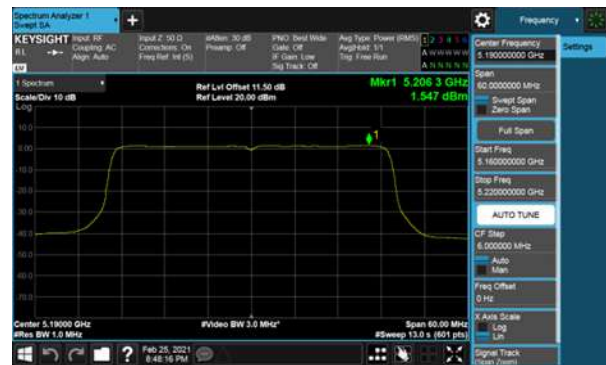 Spectrum Analyzer 1
Swept SA
+
Frequency
KEYSIGHT
Input: RF
Input Z: 50 Ω
#Atten: 30 dB
PNO: Best Wide
Avg Type: Power (RMS)
1 2 3 4 5 6
RL
Coupling: AC
Corrections: On
Preamp: Off
Gate: Off
Avg|Hold: 1/1
A W W W W W
Align: Auto
Freq Ref: Int (S)
IF Gain: Low
Trig: Free Run
Sig Track: Off
A N N N N N
1 Spectrum
Ref Lvl Offset 11.50 dB
Mkr1 5.206 3 GHz
Scale/Div 10 dB
Ref Level 20.00 dBm
1.547 dBm
Log
10.0
0.00
-10.0
-20.0
-30.0
-40.0
-50.0
-60.0
-70.0
1
Center 5.19000 GHz
#Video BW 3.0 MHz*
Span 60.00 MHz
#Res BW 1.0 MHz
#Sweep 13.0 s (601 pts)
?
Feb 25, 2021
8:48:16 PM
Center Frequency
5.190000000 GHz
Settings
Span
60.0000000 MHz
Swept Span
Zero Span
Full Span
Start Freq
5.160000000 GHz
Stop Freq
5.220000000 GHz
AUTO TUNE
CF Step
6.000000 MHz
Auto
Man
Freq Offset
0 Hz
X Axis Scale
Log
Lin
Signal Track
(Span Zoom)